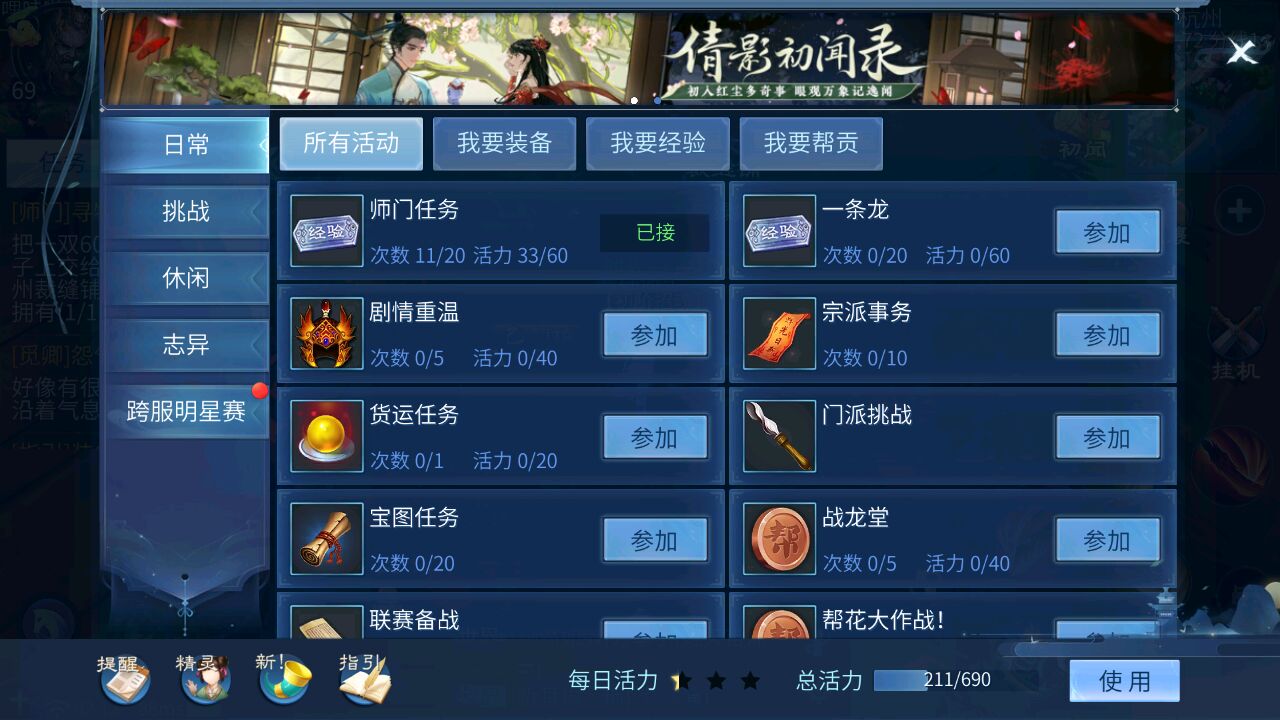 倩影初闻录
初入红尘多奇事 眼观万象记逸闻
杭州
69
日常
挑战
休闲
志异
跨服明星赛
所有活动
我要装备
我要经验
我要帮贡
经验
师门任务
次数 11/20 活力 33/60
已接
经验
一条龙
次数 0/20 活力 0/60
参加
剧情重温
次数 0/5 活力 0/40
参加
宗派事务
次数 0/10
参加
货运任务
次数 0/1 活力 0/20
参加
门派挑战
参加
宝图任务
次数 0/20
参加
帮
战龙堂
次数 0/5 活力 0/40
参加
联赛备战
帮花大作战!
任务
初闻
挂机
提醒
精灵
新!
指引
每日活力
总活力
211/690
使用